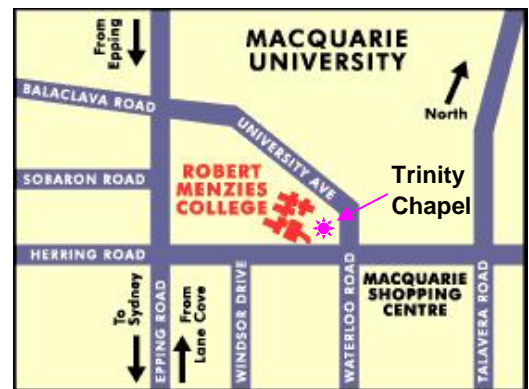 From
Epping
MACQUARIE
UNIVERSITY
North
BALACLAVA ROAD
UNIVERSITY AVE
SOBARON ROAD
ROBERT
MENZIES
COLLEGE
Trinity
Chapel
HERRING ROAD
To
Sydney
EPPING ROAD
From
Lane Cove
WINDSOR DRIVE
WATERLOO ROAD
MACQUARIE
SHOPPING
CENTRE
TALAVERA ROAD